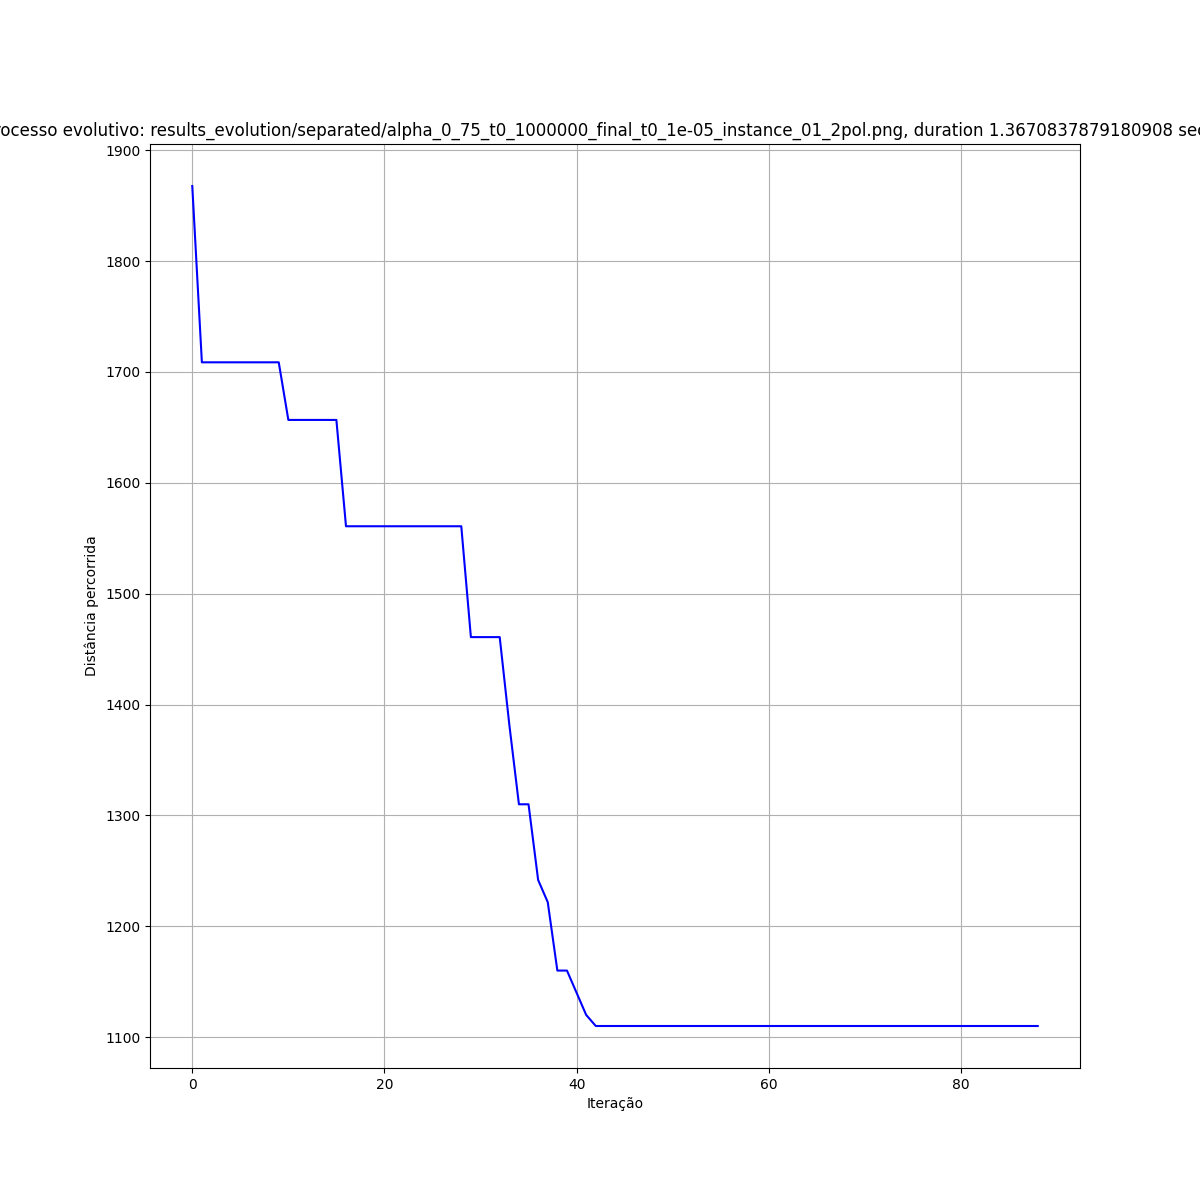 ocesso evolutivo: results_evolution/separated/alpha_0_75_t0_1000000_final_t0_1e-05_instance_01_2pol.png, duration 1.3670837879180908 sec
1900
1800
1700
1600
1500
1400
1300
1200
1100
Distância percorrida
0 20 40 60 80
Iteração